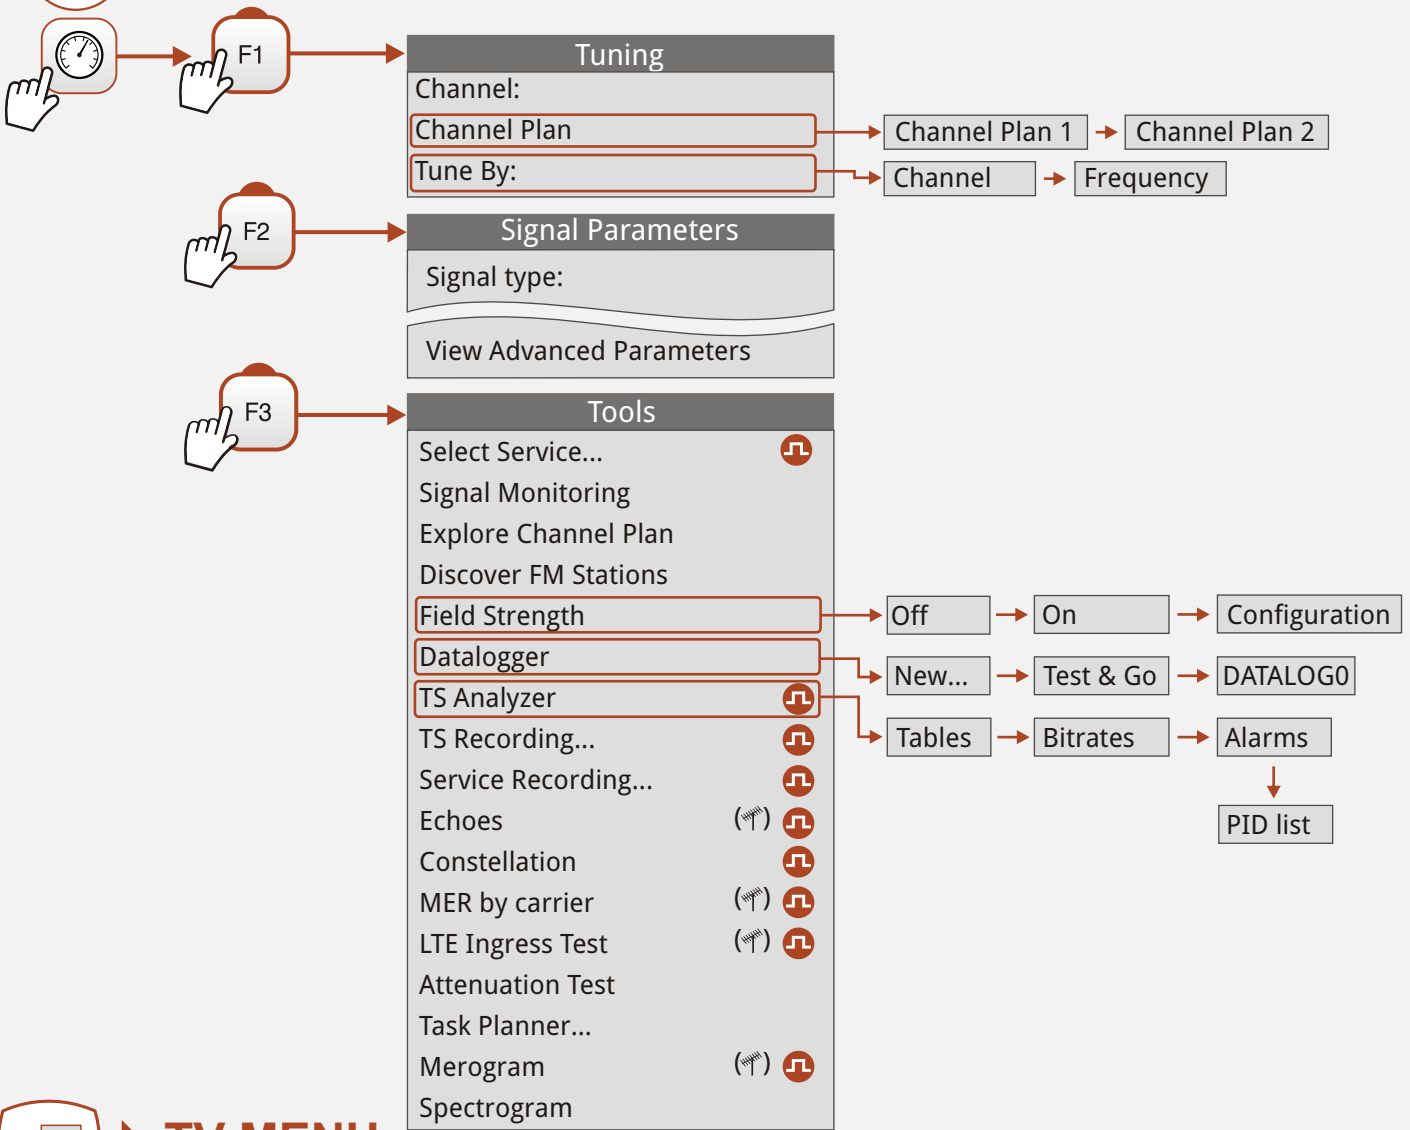 F1
Tuning
Channel:
Channel Plan
Channel Plan 1
Channel Plan 2
Tune By:
Channel
Frequency
F2
Signal Parameters
Signal type:
View Advanced Parameters
F3
Tools
Select Service...
Signal Monitoring
Explore Channel Plan
Discover FM Stations
Field Strength
Off
On
Configuration
Datalogger
New...
Test & Go
DATALOG0
TS Analyzer
Tables
Bitrates
Alarms
PID list
TS Recording...
Service Recording...
Echoes
Constellation
MER by carrier
LTE Ingress Test
Attenuation Test
Task Planner...
Merogram
Spectrogram
TV MENU